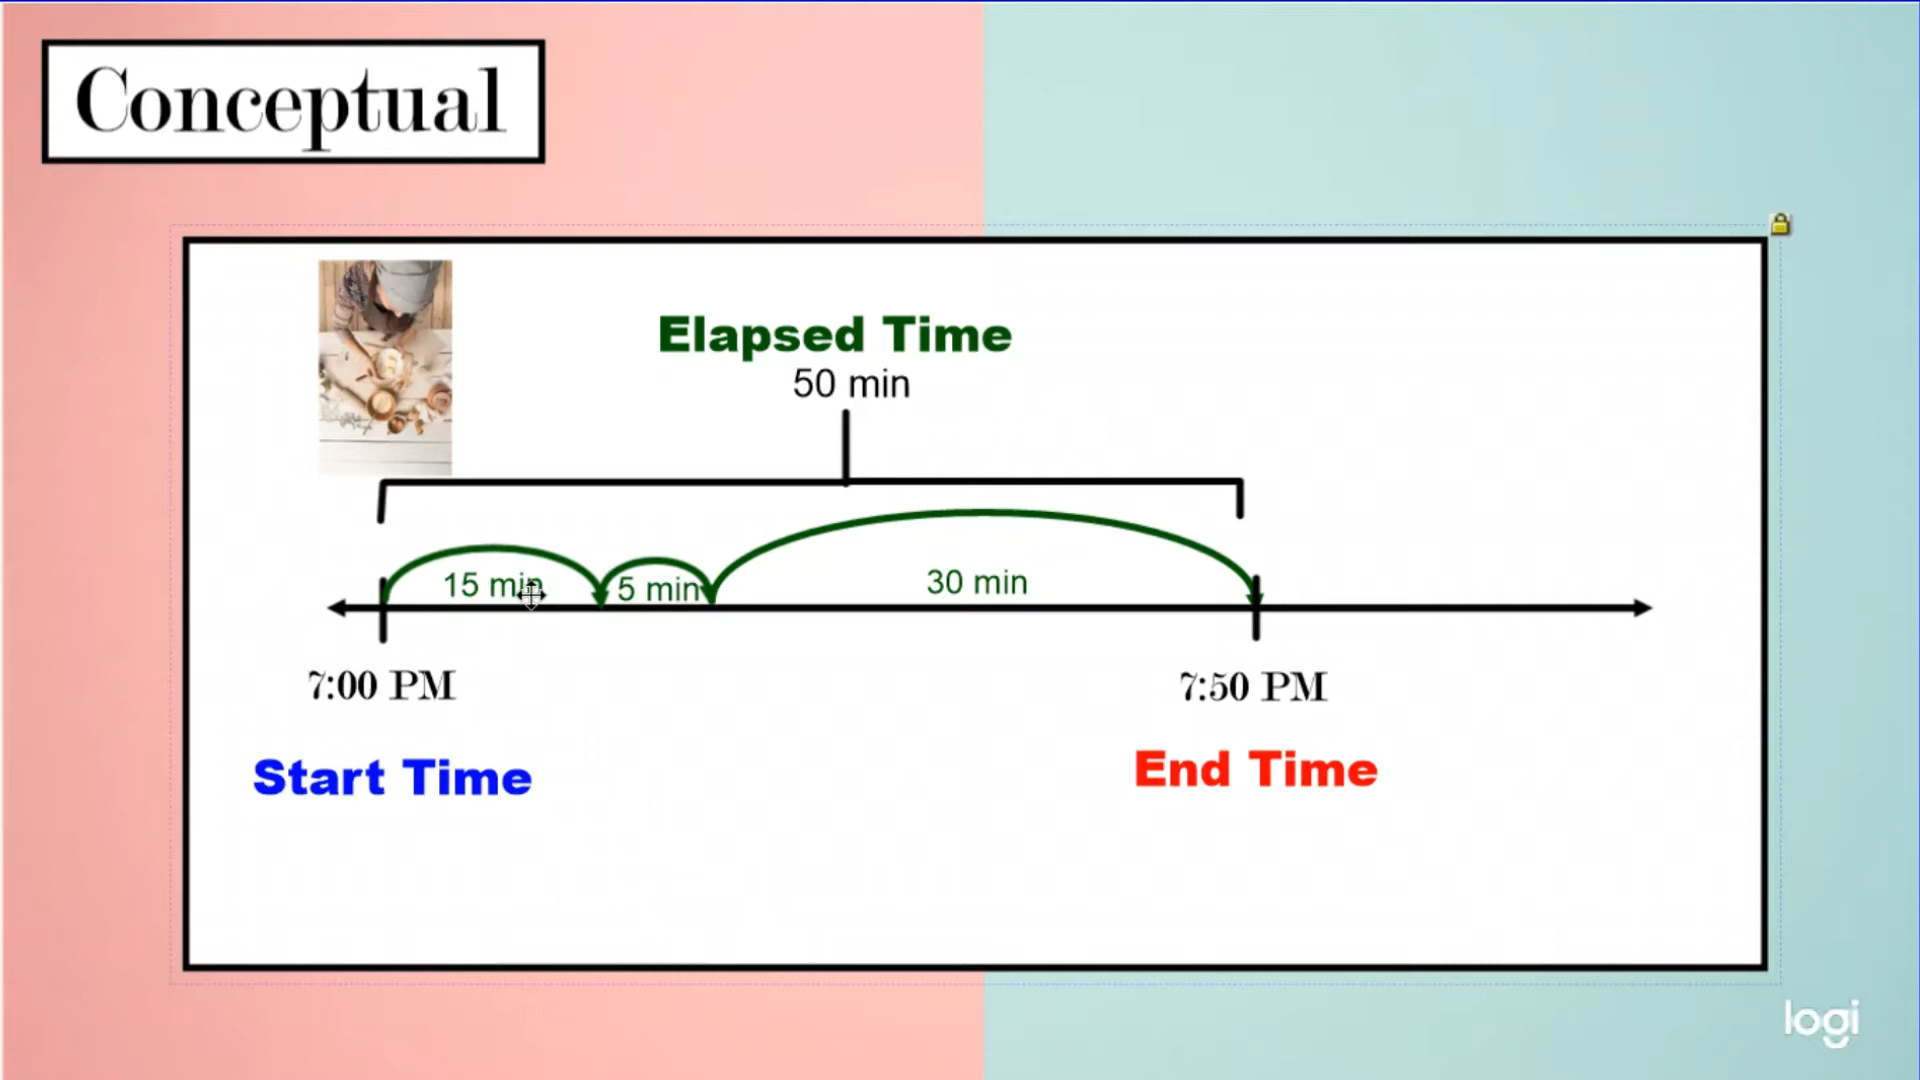 Conceptual
Elapsed Time
50 min
15 min
5 min
30 min
7:00 PM
7:50 PM
Start Time
End Time
logi